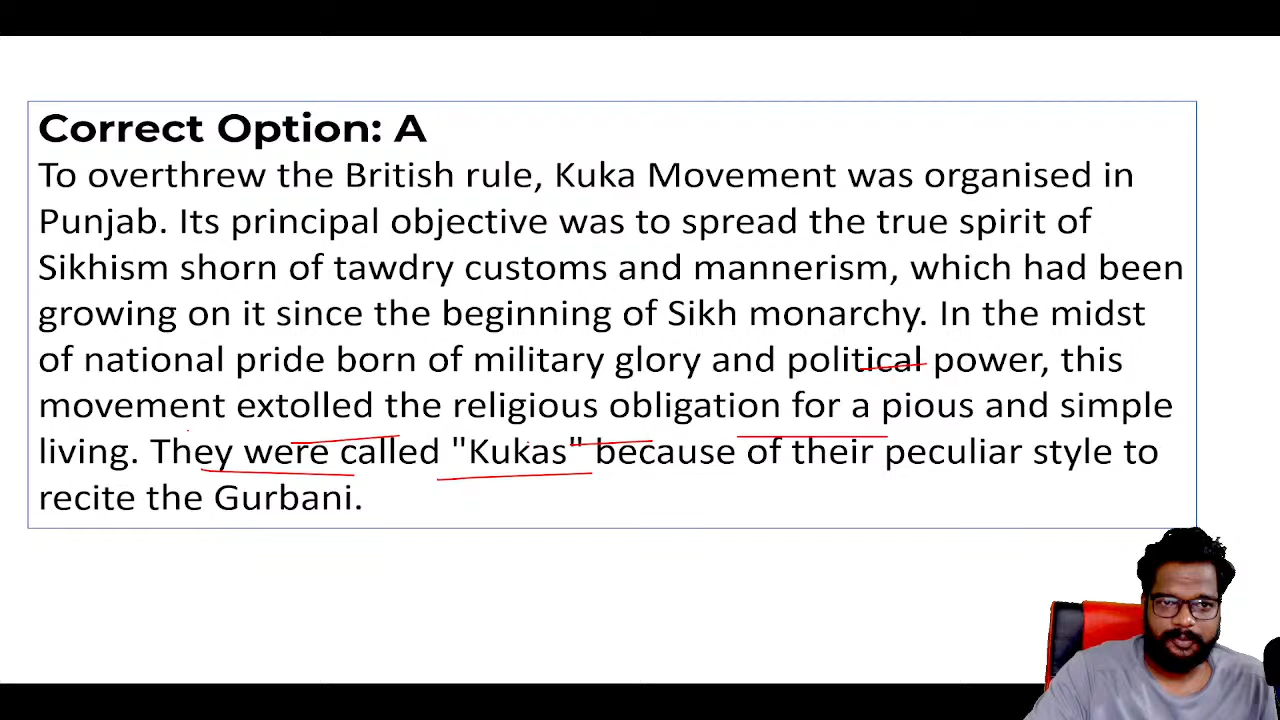 Correct Option: A
To overthrew the British rule, Kuka Movement was organised in
Punjab. Its principal objective was to spread the true spirit of
Sikhism shorn of tawdry customs and mannerism, which had been
growing on it since the beginning of Sikh monarchy. In the midst
of national pride born of military glory and political power, this
movement extolled the religious obligation for a pious and simple
living. They were called "Kukas" because of their peculiar style to
recite the Gurbani.